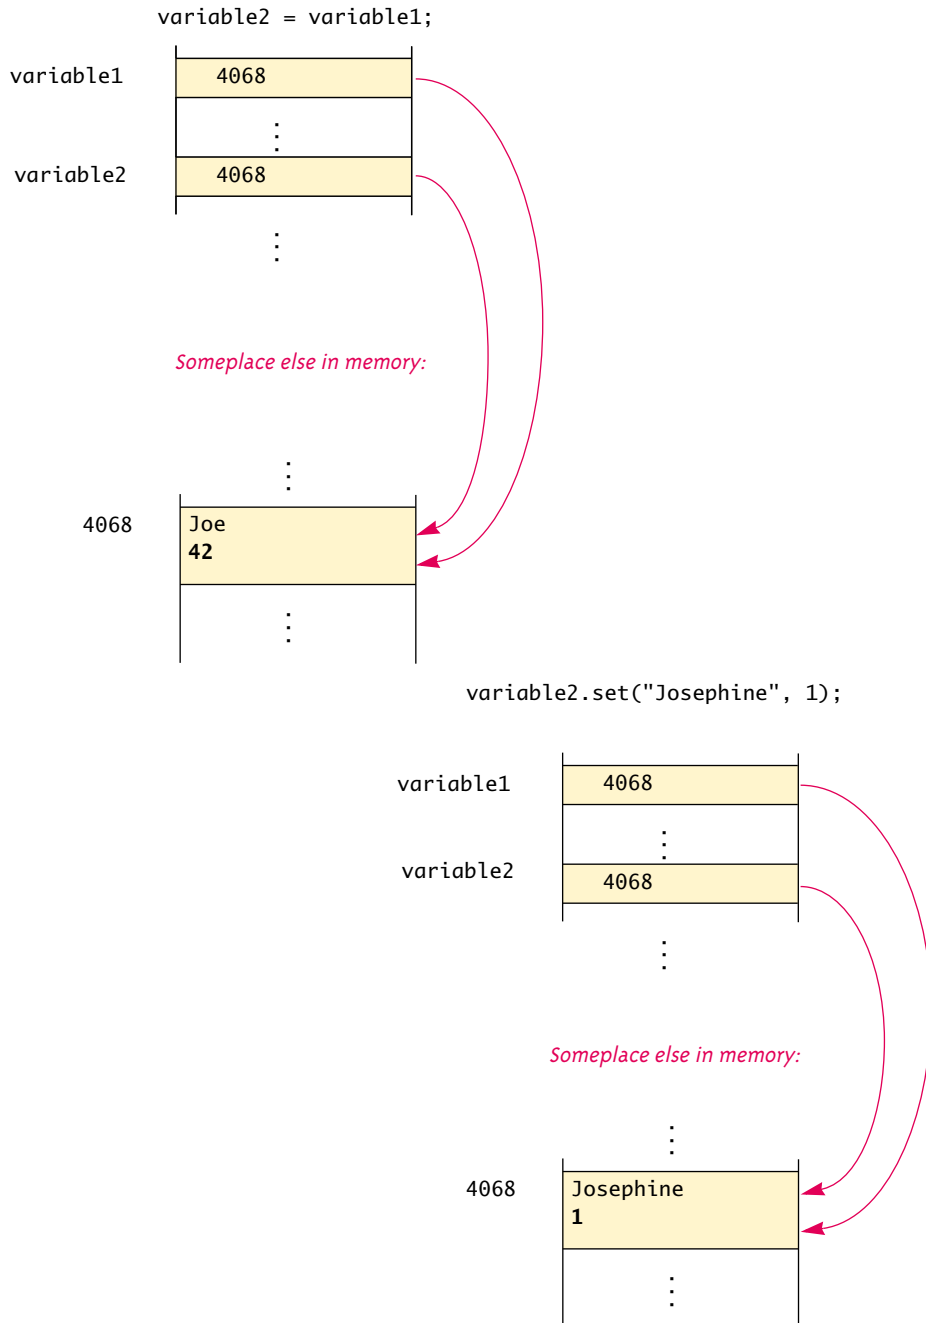 variable2 = variable1;
variable1
4068
variable2
4068
Someplace else in memory:
4068
Joe
42
variable2.set("Josephine", 1);
variable1
4068
variable2
4068
Someplace else in memory:
4068
Josephine
1